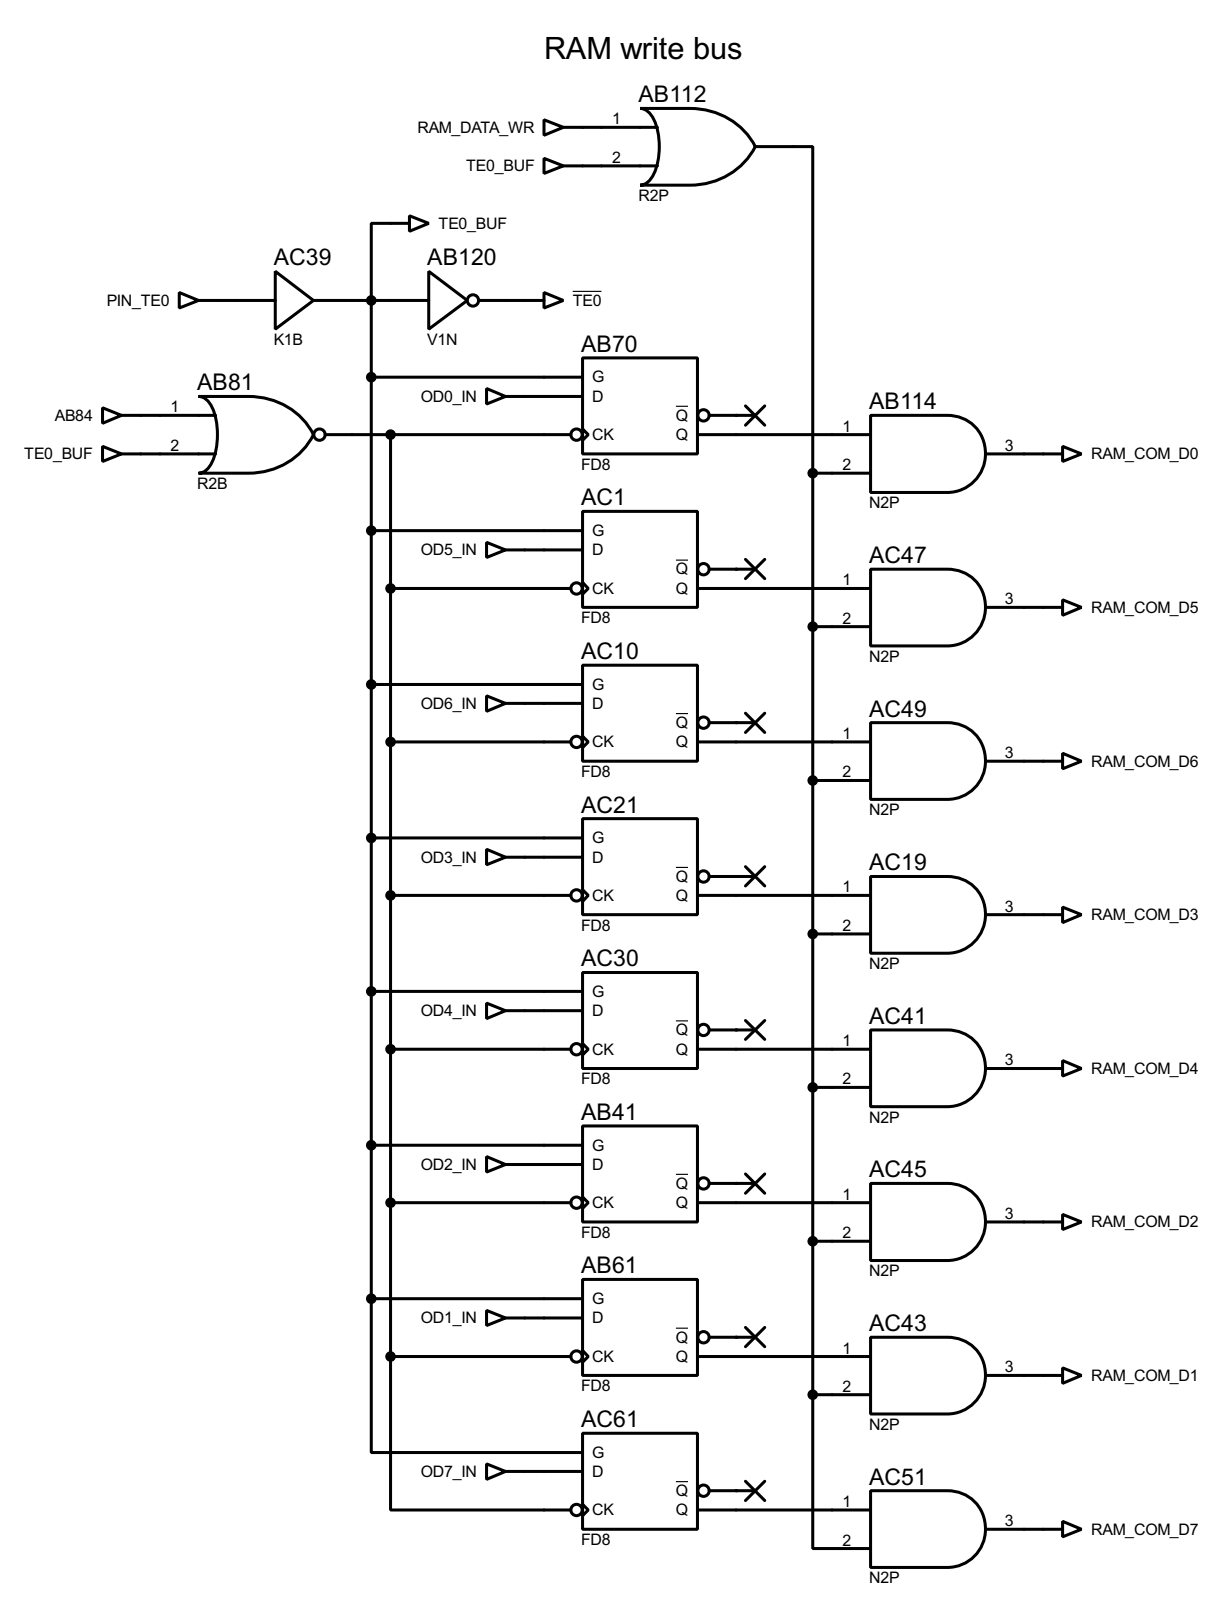 RAM write bus
AB112
RAM_DATA_WR 1
TE0_BUF 2
R2P
TE0_BUF
AC39 AB120
PIN_TE0 TE0
K1B V1N
AB70
G
OD0_IN D
Q
CK Q
FD8
AB81
AB84 1
TE0_BUF 2
R2B
AB114
1
2
3 RAM_COM_D0
N2P
AC1
G
OD5_IN D
Q
CK Q
FD8
AC47
1
2
3 RAM_COM_D5
N2P
AC10
G
OD6_IN D
Q
CK Q
FD8
AC49
1
2
3 RAM_COM_D6
N2P
AC21
G
OD3_IN D
Q
CK Q
FD8
AC19
1
2
3 RAM_COM_D3
N2P
AC30
G
OD4_IN D
Q
CK Q
FD8
AC41
1
2
3 RAM_COM_D4
N2P
AB41
G
OD2_IN D
Q
CK Q
FD8
AC45
1
2
3 RAM_COM_D2
N2P
AB61
G
OD1_IN D
Q
CK Q
FD8
AC43
1
2
3 RAM_COM_D1
N2P
AC61
G
OD7_IN D
Q
CK Q
FD8
AC51
1
2
3 RAM_COM_D7
N2P